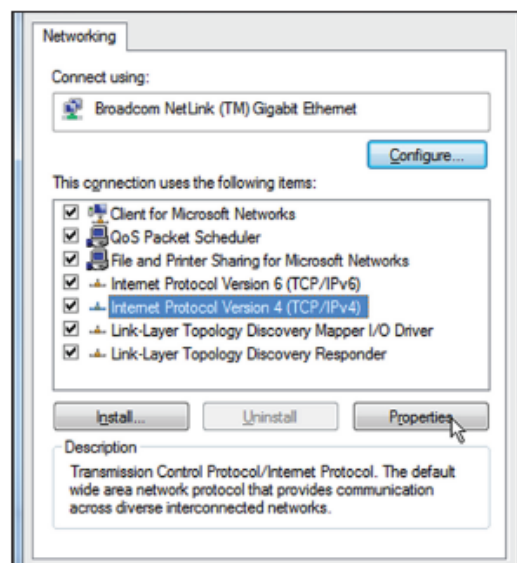 Networking
Connect using:
Broadcom NetLink (TM) Gigabit Ethernet
Configure...
This connection uses the following items:
Client for Microsoft Networks
QoS Packet Scheduler
File and Printer Sharing for Microsoft Networks
Internet Protocol Version 6 (TCP/IPv6)
Internet Protocol Version 4 (TCP/IPv4)
Link-Layer Topology Discovery Mapper I/O Driver
Link-Layer Topology Discovery Responder
Install...
Uninstall
Properties
Description
Transmission Control Protocol/Internet Protocol. The default
wide area network protocol that provides communication
across diverse interconnected networks.